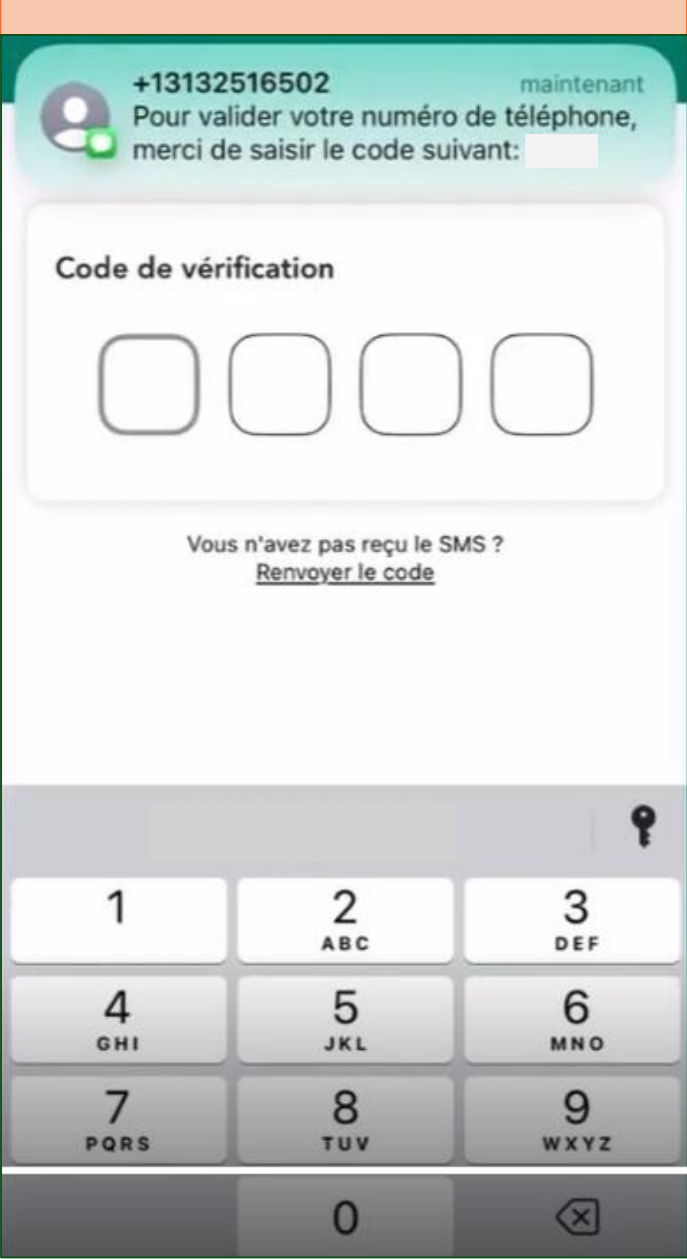 +13132516502 maintenant
Pour valider votre numéro de téléphone,
merci de saisir le code suivant:
Code de vérification
Vous n'avez pas reçu le SMS ?
Renvoyer le code
1 2 3
ABC DEF
4 5 6
GHI JKL MNO
7 8 9
PQRS TUV WXYZ
0